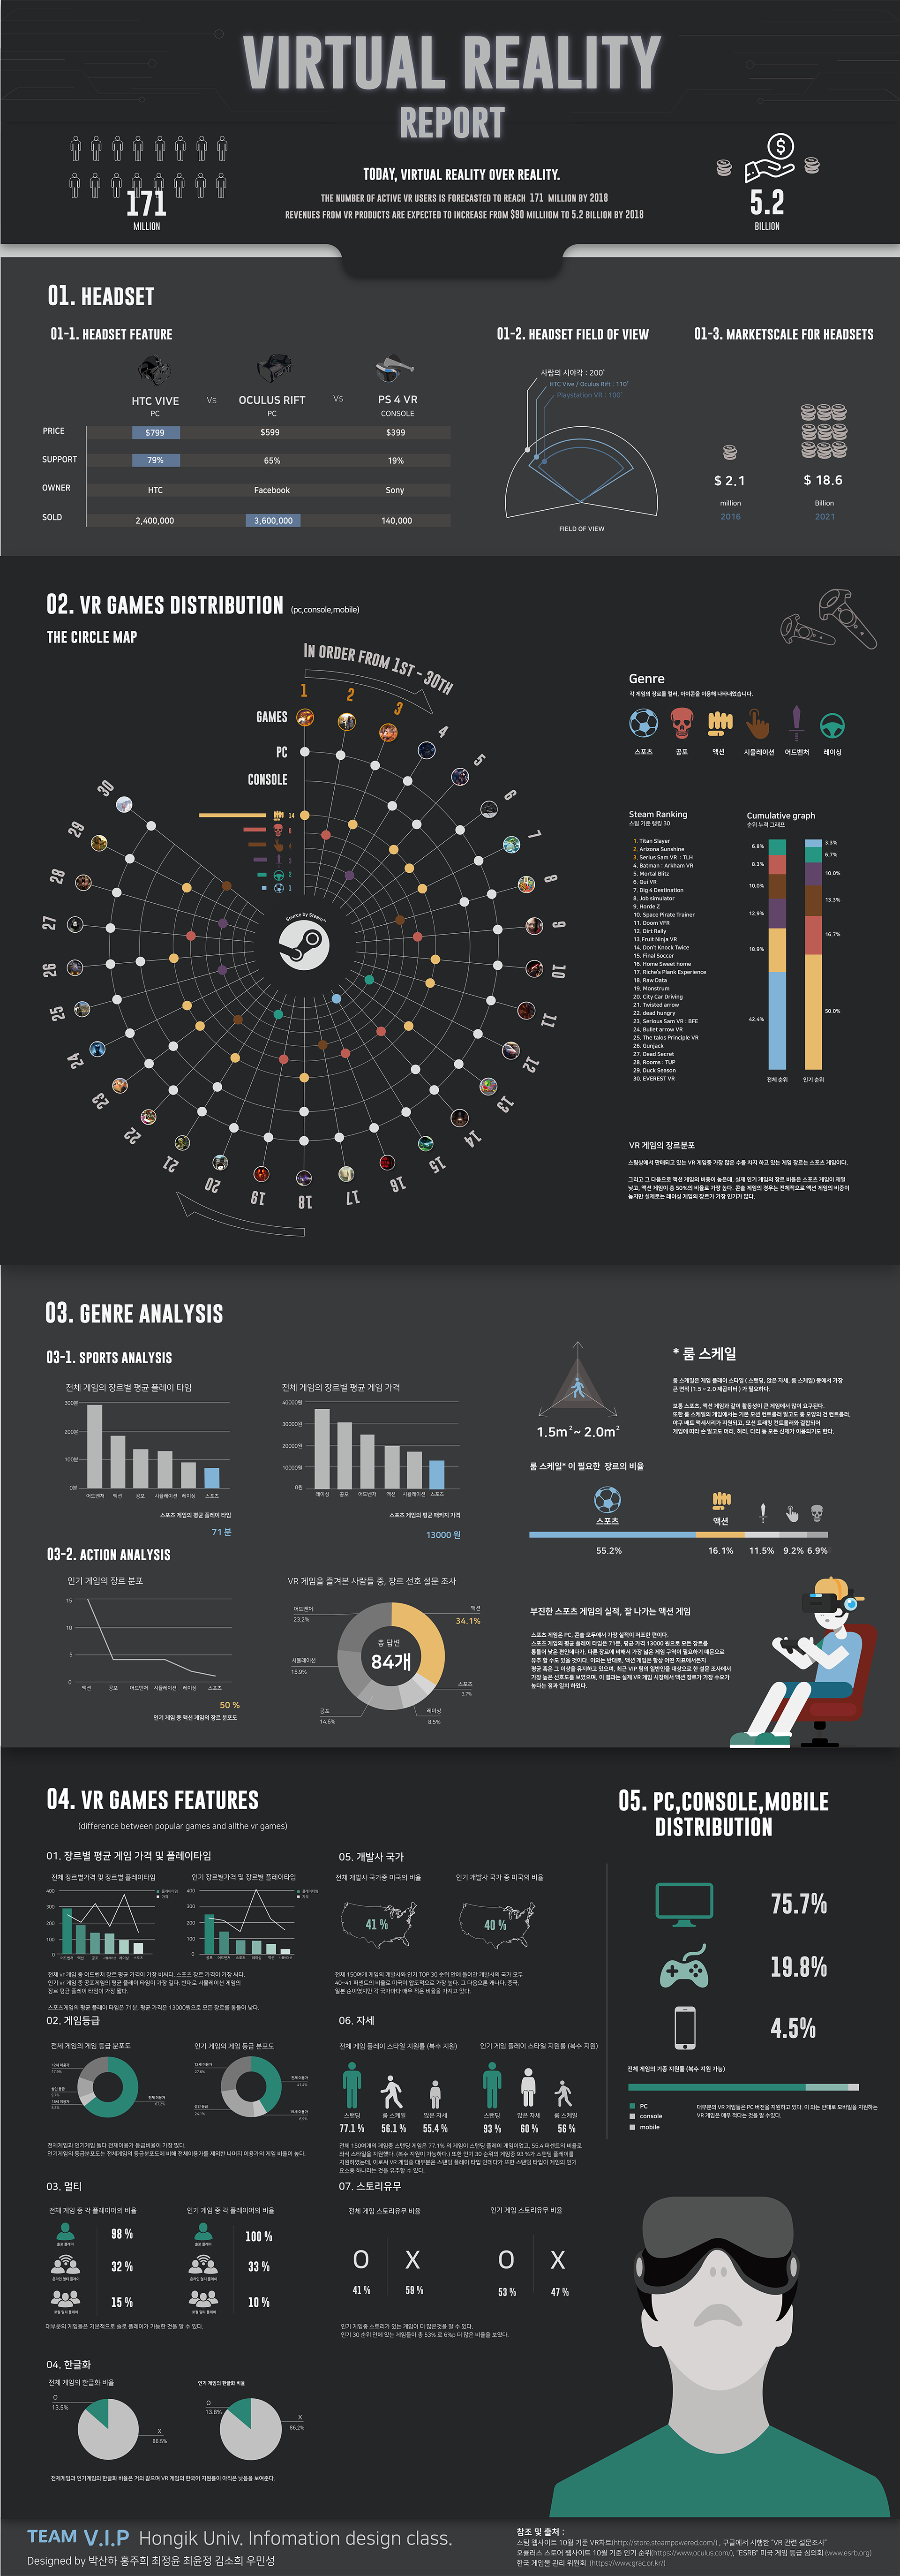 VIRTUAL REALITY
REPORT
171
MILLION
TODAY, VIRTUAL REALITY OVER REALITY.
THE NUMBER OF ACTIVE VR USERS IS FORECASTED TO REACH 171 MILLION BY 2018
REVENUES FROM VR PRODUCTS ARE EXPECTED TO INCREASE FROM $90 MILLIIOM TO 5.2 BILLION BY 2018
5.2
BILLION
01. HEADSET
01-1. HEADSET FEATURE
HTC VIVE
PC
Vs
OCULUS RIFT
PC
Vs
PS 4 VR
CONSOLE
PRICE $799 $599 $399
SUPPORT 79% 65% 19%
OWNER HTC Facebook Sony
SOLD 2,400,000 3,600,000 140,000
01-2. HEADSET FIELD OF VIEW
사람의 시야각 : 200˚
HTC Vive / Oculus Rift : 110˚
Playstation VR : 100˚
FIELD OF VIEW
01-3. MARKETSCALE FOR HEADSETS
$ 2.1
million
2016
$ 18.6
Billion
2021
02. VR GAMES DISTRIBUTION (pc,console,mobile)
THE CIRCLE MAP
IN ORDER FROM 1ST - 30TH
GAMES
PC
CONSOLE
14
2
1
1
2
3
4
5
6
7
8
9
10
11
12
13
14
15
16
17
18
19
20
21
22
23
24
25
26
27
28
29
30
Source by Steam™
Genre
각 게임의 장르를 컬러, 아이콘을 이용해 나타내었습니다.
스포츠 공포 액션 시뮬레이션 어드벤처 레이싱
Steam Ranking
스팀 기준 랭킹 30
1. Titan Slayer
2. Arizona Sunshine
3. Serius Sam VR : TLH
4. Batman : Arkham VR
5. Mortal Blitz
6. Qui VR
7. Dig 4 Destination
8. Job simulator
9. Horde Z
10. Space Pirate Trainer
11. Doom VFR
12. Dirt Rally
13.Fruit Ninja VR
14. Don't Knock Twice
15. Final Soccer
16. Home Sweet home
17. Riche's Plank Experience
18. Raw Data
19. Monstrum
20. City Car Driving
21. Twisted arrow
22. dead hungry
23. Serious Sam VR : BFE
24. Bullet arrow VR
25. The talos Principle VR
26. Gunjack
27. Dead Secret
28. Rooms : TUP
29. Duck Season
30. EVEREST VR
Cumulative graph
순위 누적 그래프
6.8%
8.3%
10.0%
12.9%
18.9%
42.4%
전체 순위
3.3%
6.7%
10.0%
13.3%
16.7%
50.0%
인기 순위
VR 게임의 장르분포
스팀상에서 판매되고 있는 VR 게임중 가장 많은 수를 차지 하고 있는 게임 장르는 스포츠 게임이다.
그리고 그 다음으로 액션 게임의 비중이 높은데, 실제 인기 게임의 장르 비율은 스포츠 게임이 제일
낮고, 액션 게임이 총 50%의 비율로 가장 높다. 콘솔 게임의 경우는 전체적으로 액션 게임의 비중이
높지만 실제로는 레이싱 게임의 장르가 가장 인기가 많다.
03. GENRE ANALYSIS
03-1. SPORTS ANALYSIS
전체 게임의 장르별 평균 플레이 타임
300분
200분
100분
0분
어드벤처 액션 공포 시뮬레이션 레이싱 스포츠
스포츠 게임의 평균 플레이 타임
71 분
전체 게임의 장르별 평균 게임 가격
40000원
30000원
20000원
10000원
0원
레이싱 공포 어드벤처 액션 시뮬레이션 스포츠
스포츠 게임의 평균 패키지 가격
13000 원
1.5m² ~ 2.0m²
* 룸 스케일
룸 스케일은 게임 플레이 스타일 ( 스탠딩, 앉은 자세, 룸 스케일) 중에서 가장
큰 면적 (1.5 ~ 2.0 제곱미터 ) 가 필요하다.
보통 스포츠, 액션 게임과 같이 활동성이 큰 게임에서 많이 요구된다.
또한 룸 스케일의 게임에서는 기본 모션 컨트롤러 말고도 총 모양의 건 컨트롤러,
야구 배트 액세서리가 지원되고, 모션 트래킹 컨트롤러와 결합되어
게임에 따라 손 말고도 머리, 허리, 다리 등 모든 신체가 이용되기도 한다.
룸 스케일* 이 필요한 장르의 비율
스포츠 액션
55.2% 16.1% 11.5% 9.2% 6.9%
03-2. ACTION ANALYSIS
인기 게임의 장르 분포
15
10
5
0
액션 공포 어드벤처 시뮬레이션 레이싱 스포츠
50 %
인기 게임 중 액션 게임의 장르 분포도
VR 게임을 즐겨본 사람들 중, 장르 선호 설문 조사
어드벤처
23.2%
액션
34.1%
총 답변
84개
시뮬레이션
15.9%
스포츠
3.7%
공포
14.6%
레이싱
8.5%
부진한 스포츠 게임의 실적, 잘 나가는 액션 게임
스포츠 게임은 PC, 콘솔 모두에서 가장 실적이 저조한 편이다.
스포츠 게임의 평균 플레이 타임은 71분, 평균 가격 13000 원으로 모든 장르를
통틀어 낮은 편인데다가, 다른 장르에 비해서 가장 넓은 게임 구역이 필요하기 때문으로
유추 할 수도 있을 것이다. 이와는 반대로, 액션 게임은 항상 어떤 지표에서든지
평균 혹은 그 이상을 유지하고 있으며, 최근 VIP 팀의 일반인을 대상으로 한 설문 조사에서
가장 높은 선호도를 보였으며, 이 결과는 실제 VR 게임 시장에서 액션 장르가 가장 수요가
높다는 점과 일치 하였다.
04. VR GAMES FEATURES
(difference between popular games and allthe vr games)
01. 장르별 평균 게임 가격 및 플레이타임
전체 장르별가격 및 장르별 플레이타임
400
300
200
100
0
인기 장르별가격 및 장르별 플레이타임
400
300
200
100
0
전체 vr 게임 중 어드벤처 장르 평균 가격이 가장 비싸다. 스포츠 장르 가격이 가장 싸다.
인기 vr 게임 중 공포게임의 평균 플레이 타임이 가장 길다. 반대로 시뮬레이션 게임의
장르 평균 플레이 타임이 가장 짧다.
스포츠게임의 평균 플레이 타임은 71분, 평균 가격은 13000원으로 모든 장르를 통틀어 낮다.
02. 게임등급
전체 게임의 게임 등급 분포도
인기 게임의 게임 등급 분포도
전체게임과 인기게임 둘다 전체이용가 등급비율이 가장 많다.
인기게임의 등급분포도는 전체게임의 등급분포도에 비해 전체이용가를 제외한 나머지 이용가의 게임 비율이 높다.
03. 멀티
전체 게임 중 각 플레이어의 비율
98 %
32 %
15 %
인기 게임 중 각 플레이어의 비율
100 %
33 %
10 %
대부분의 게임들은 기본적으로 솔로 플레이가 가능한 것을 알 수 있다.
04. 한글화
전체 게임의 한글화 비율
O
13.5%
X
86.5%
인기 게임 중 한글화 비율
O
13.8%
X
86.2%
전체게임과 인기게임의 한글화 비율은 거의 같으며 VR 게임의 한국어 지원률이 아직은 낮음을 보여준다.
05. 개발사 국가
전체 개발사 국가중 미국의 비율
41 %
인기 개발사 국가 중 미국의 비율
40 %
전체 150여개 게임의 개발사와 인기 TOP 30 순위 안에 들어간 개발사의 국가 모두
40~41 퍼센트의 비율로 미국이 압도적으로 가장 높다. 그 다음으론 캐나다, 중국,
일본 순이었지만 각 국가마다 매우 적은 비율을 가지고 있다.
06. 자세
전체 게임 플레이 스타일 지원률 (복수 지원)
스탠딩 룸 스케일 앉은 자세
77.1 % 56.1 % 55.4 %
인기 게임 플레이 스타일 지원률 (복수 지원)
스탠딩 앉은 자세 룸 스케일
93 % 60 % 56 %
전체 150여개의 게임중 스탠딩 게임은 77.1% 의 게임이 스탠딩 플레이 게임이었고, 55.4 퍼센트의 비율로
좌식 스타일을 지원했다. (복수 지원이 가능하다.) 또한 인기 30 순위의 게임중 93 %가 스탠딩 플레이를
지원하였는데, 이로써 VR 게임중 대부분은 스탠딩 플레이 타입 인데다가 또한 스탠딩 타입이 게임의 인기
요소중 하나라는 것을 유추할 수 있다.
07. 스토리유무
전체 게임 스토리유무 비율
O X
41 % 59 %
인기 게임 스토리유무 비율
O X
53 % 47 %
인기 게임중 스토리가 있는 게임이 더 많은것을 알 수 있다.
인기 30 순위 안에 있는 게임들이 총 53% 로 6%p 더 많은 비율을 보였다.
05. PC,CONSOLE,MOBILE
DISTRIBUTION
75.7%
19.8%
4.5%
전체 게임의 기종 지원률 (복수 지원 가능)
PC
console
mobile
대부분의 VR 게임들은 PC 버전을 지원하고 있다. 이 와는 반대로 모바일을 지원하는
VR 게임은 매우 적다는 것을 알 수있다.
TEAM V.I.P Hongik Univ. Infomation design class.
Designed by 박산하 홍주희 최정윤 최윤정 김소희 우민성
참조 및 출처 :
스팀 웹사이트 10월 기준 VR차트(http://store.steampowered.com/) , 구글에서 시행한 "VR 관련 설문조사"
오큘러스 스토어 웹사이트 10월 기준 인기 순위(https://www.oculus.com/), "ESRB" 미국 게임 등급 심의회 (www.esrb.org)
한국 게임물 관리 위원회 (https://www.grac.or.kr/)